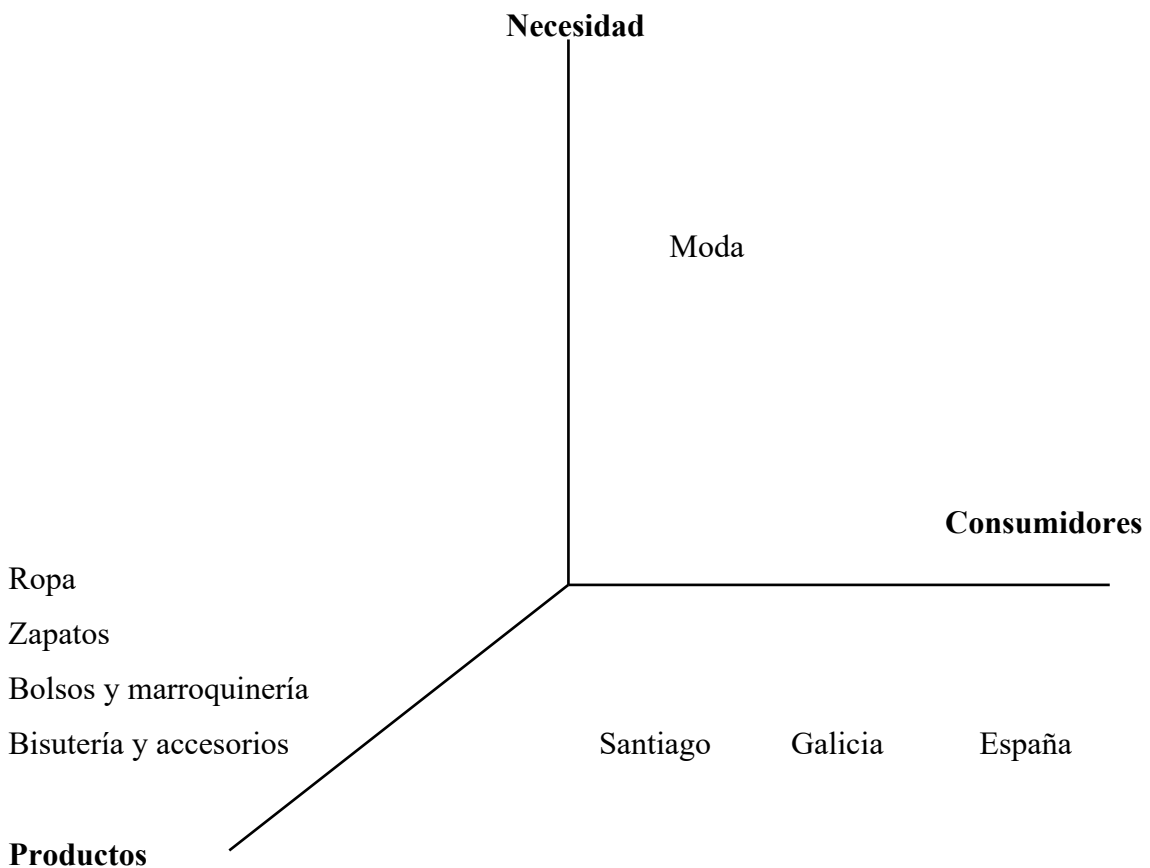 Necesidad
Moda
Consumidores
Ropa
Zapatos
Bolsos y marroquinería
Bisutería y accesorios
Santiago
Galicia
España
Productos